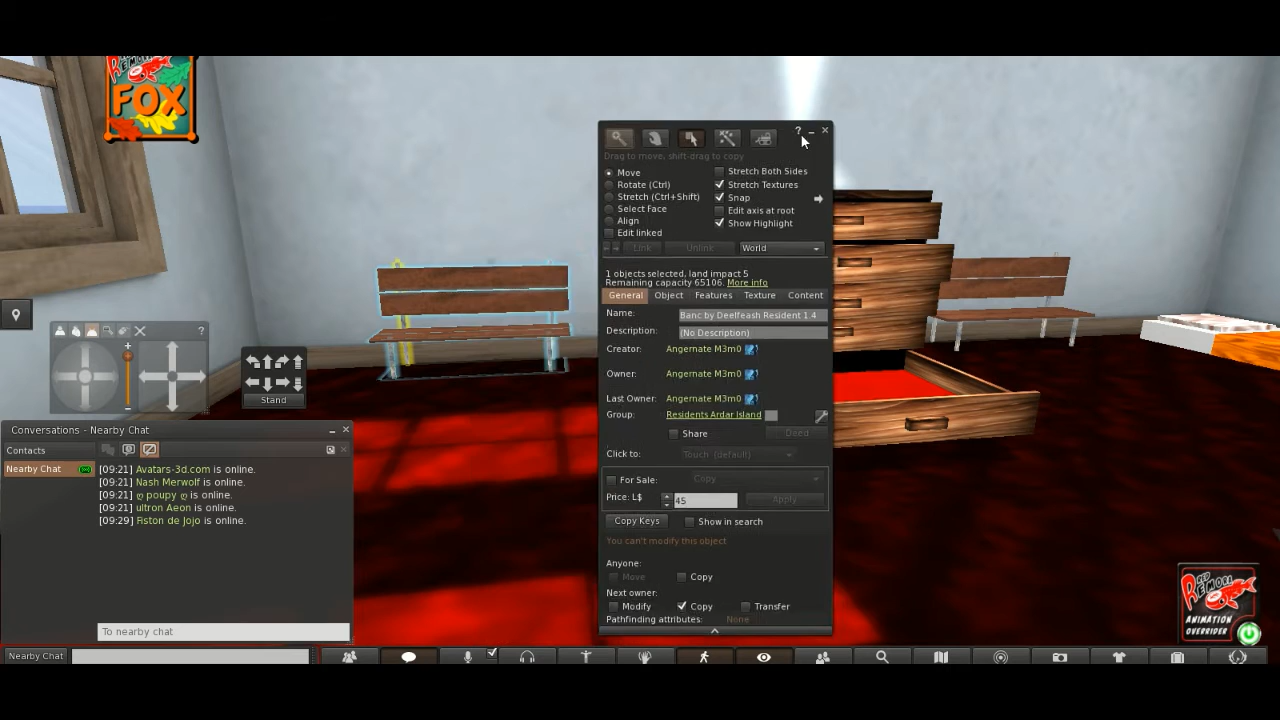 RED
REMORA
FOX
?
Drag to move, shift-drag to copy
Move
Rotate (Ctrl)
Stretch (Ctrl+Shift)
Select Face
Align
Edit linked
Stretch Both Sides
Stretch Textures
Snap
Edit axis at root
Show Highlight
Link
Unlink
World
1 objects selected, land impact 5
Remaining capacity 65106. More info
General Object Features Texture Content
Name: Banc by Deelfeash Resident 1.4
Description: (No Description)
Creator: Angernate M3m0
Owner: Angernate M3m0
Last Owner: Angernate M3m0
Group: Residents Ardar Island
Share
Deed
Click to: Touch (default)
For Sale: Copy
Price: L$ 45 Apply
Copy Keys Show in search
You can't modify this object
Anyone:
Move Copy
Next owner:
Modify Copy Transfer
Pathfinding attributes: None
?
Stand
Conversations - Nearby Chat
Contacts
Nearby Chat
[09:21] Avatars-3d.com is online.
[09:21] Nash Merwolf is online.
[09:21] ღ poupy ღ is online.
[09:21] ultron Aeon is online.
[09:29] Fiston de Jojo is online.
To nearby chat
Nearby Chat
RED
REMORA
ANIMATION
OVERRIDER